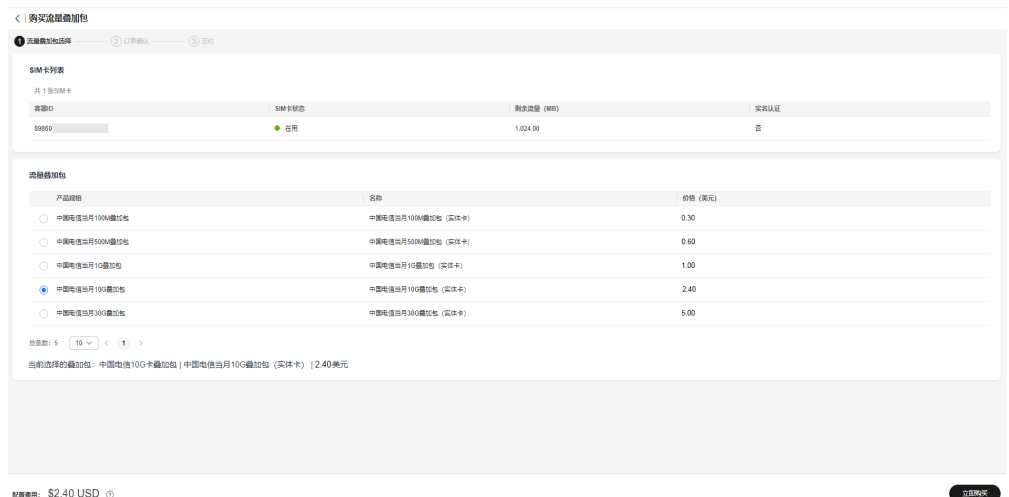 购买流量叠加包
1 流量叠加包选择 2 订单确认 3 支付
SIM卡列表
共 1 张SIM卡
容器ID SIM卡状态 剩余流量 (MB) 实名认证
89860 在用 1,024.00 否
流量叠加包
产品规格 名称 价格 (美元)
中国电信当月100M叠加包 中国电信当月100M叠加包 (实体卡) 0.30
中国电信当月500M叠加包 中国电信当月500M叠加包 (实体卡) 0.60
中国电信当月1G叠加包 中国电信当月1G叠加包 (实体卡) 1.00
中国电信当月10G叠加包 中国电信当月10G叠加包 (实体卡) 2.40
中国电信当月30G叠加包 中国电信当月30G叠加包 (实体卡) 5.00
总条数: 5 10 1
当前选择的叠加包: 中国电信10G卡叠加包 | 中国电信当月10G叠加包 (实体卡) | 2.40美元
配置费用: $2.40 USD
立即购买